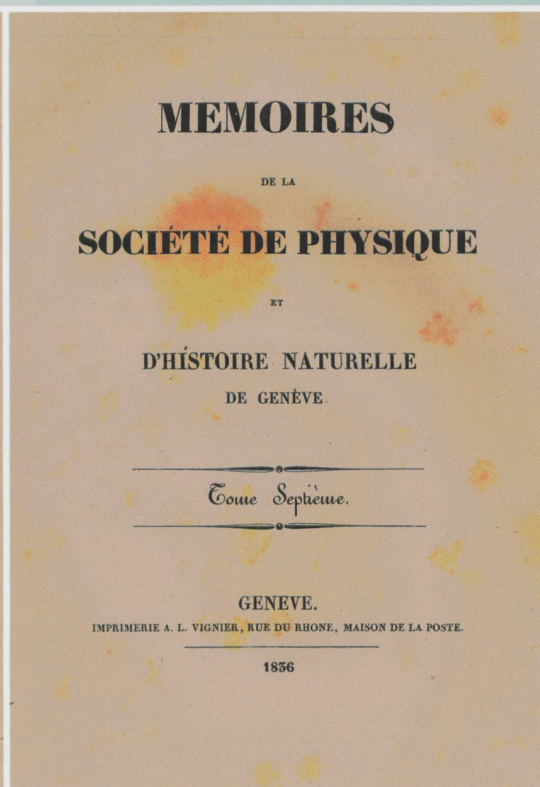 MEMOIRES
DE LA
SOCIÉTÉ DE PHYSIQUE
ET
D'HÍSTOIRE NATURELLE
DE GENÈVE
Tome Septième.
GENEVE.
IMPRIMERIE A. L. VIGNIER, RUE DU RHONE, MAISON DE LA POSTE.
1836